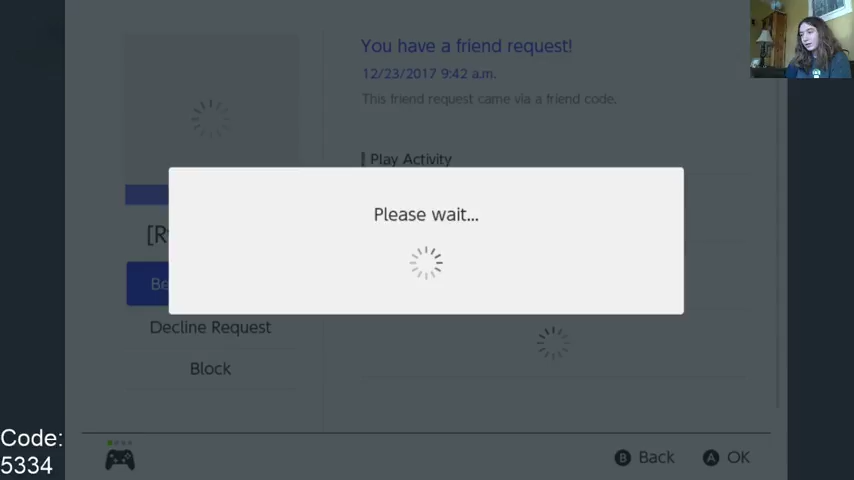 You have a friend request!
12/23/2017 9:42 a.m.
This friend request came via a friend code.
Play Activity
Please wait...
[R
Be
Decline Request
Block
Code:
5334
B Back
A OK